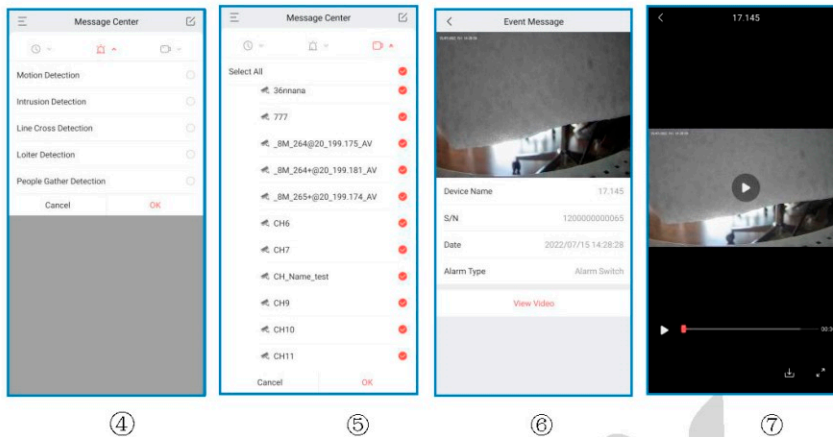 Message Center
Motion Detection
Intrusion Detection
Line Cross Detection
Loiter Detection
People Gather Detection
Cancel OK
④
Message Center
Select All
36nnana
777
_8M_264@20_199.175_AV
_8M_264+@20_199.181_AV
_8M_265+@20_199.174_AV
CH6
CH7
CH_Name_test
CH9
CH10
CH11
Cancel OK
⑤
Event Message
Device Name 17.145
S/N 1200000000065
Date 2022/07/15 14:28:28
Alarm Type Alarm Switch
View Video
⑥
17.145
⑦